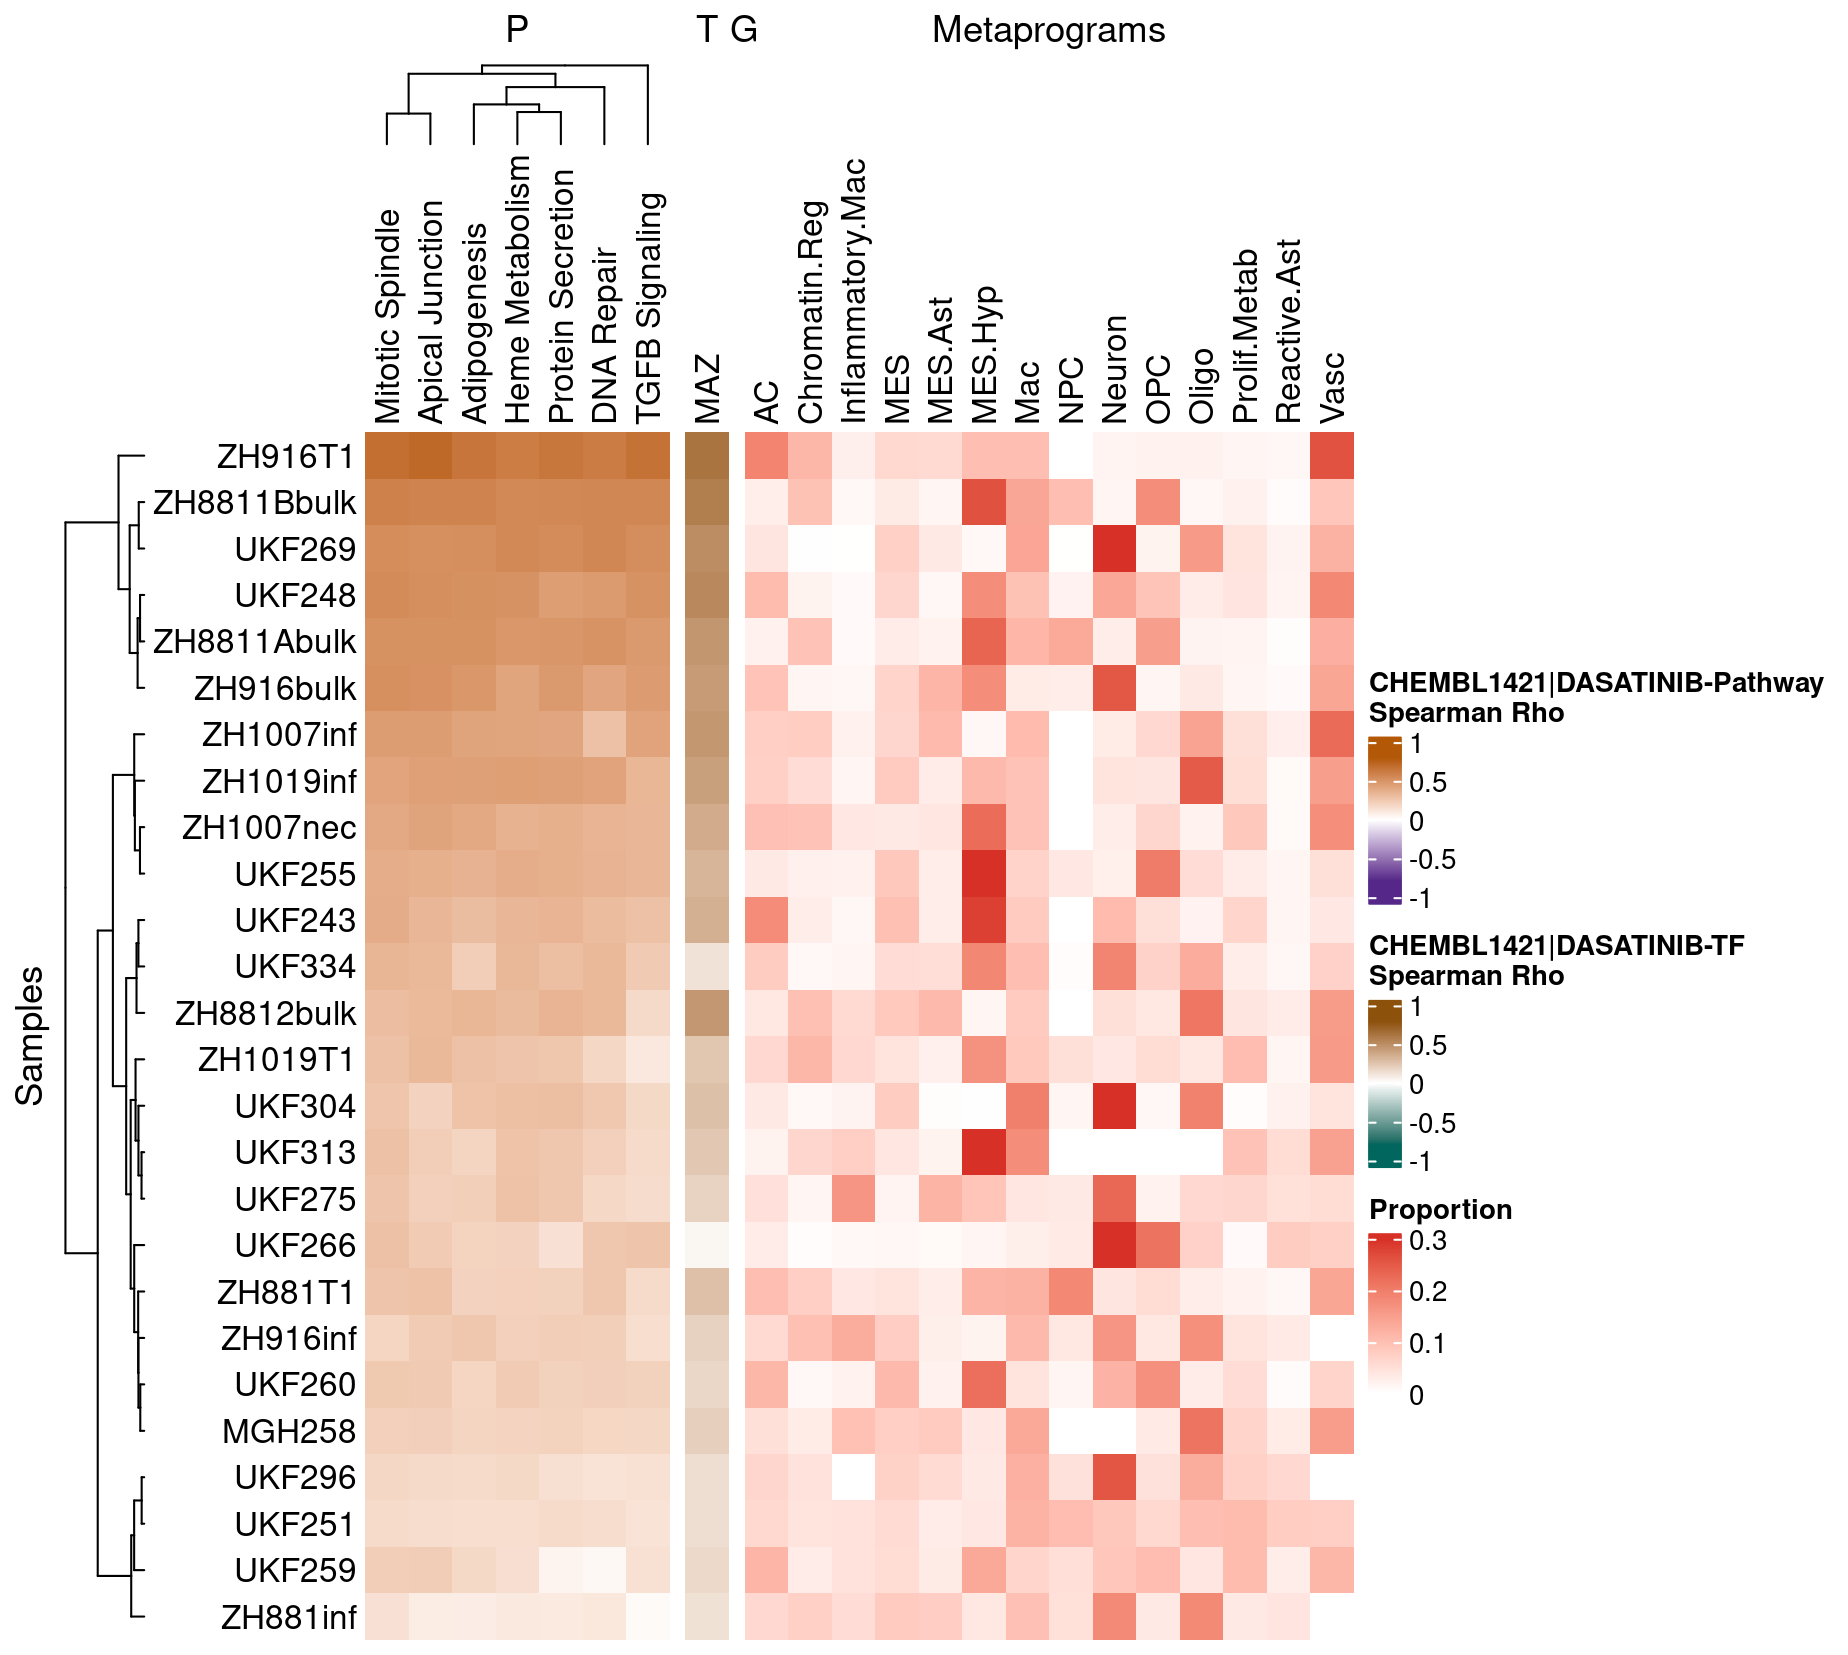 P
T G
Metaprograms
Mitotic Spindle
Apical Junction
Adipogenesis
Heme Metabolism
Protein Secretion
DNA Repair
TGFB Signaling
MAZ
AC
Chromatin.Reg
Inflammatory.Mac
MES
MES.Ast
MES.Hyp
Mac
NPC
Neuron
OPC
Oligo
Prolif.Metab
Reactive.Ast
Vasc
Samples
ZH916T1
ZH8811Bbulk
UKF269
UKF248
ZH8811Abulk
ZH916bulk
ZH1007inf
ZH1019inf
ZH1007nec
UKF255
UKF243
UKF334
ZH8812bulk
ZH1019T1
UKF304
UKF313
UKF275
UKF266
ZH881T1
ZH916inf
UKF260
MGH258
UKF296
UKF251
UKF259
ZH881inf
CHEMBL1421|DASATINIB-Pathway
Spearman Rho
1
0.5
0
-0.5
-1
CHEMBL1421|DASATINIB-TF
Spearman Rho
1
0.5
0
-0.5
-1
Proportion
0.3
0.2
0.1
0